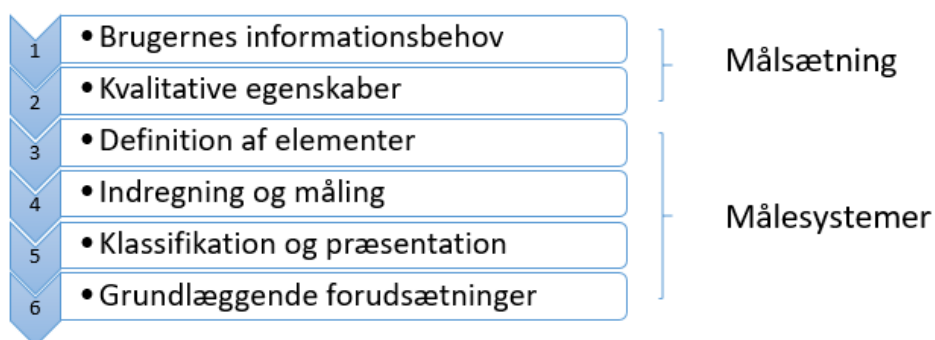 1
• Brugernes informationsbehov
2
• Kvalitative egenskaber
Målsætning
3
• Definition af elementer
4
• Indregning og måling
5
• Klassifikation og præsentation
6
• Grundlæggende forudsætninger
Målesystemer